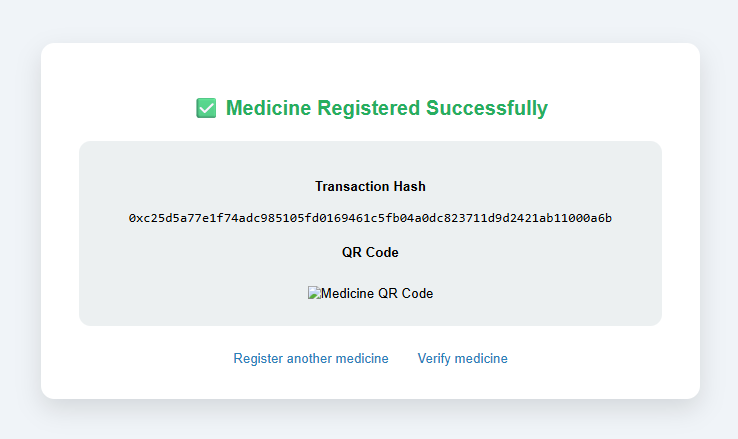 ✅ Medicine Registered Successfully
Transaction Hash
0xc25d5a77e1f74adc985105fd0169461c5fb04a0dc823711d9d2421ab11000a6b
QR Code
Medicine QR Code
Register another medicine Verify medicine